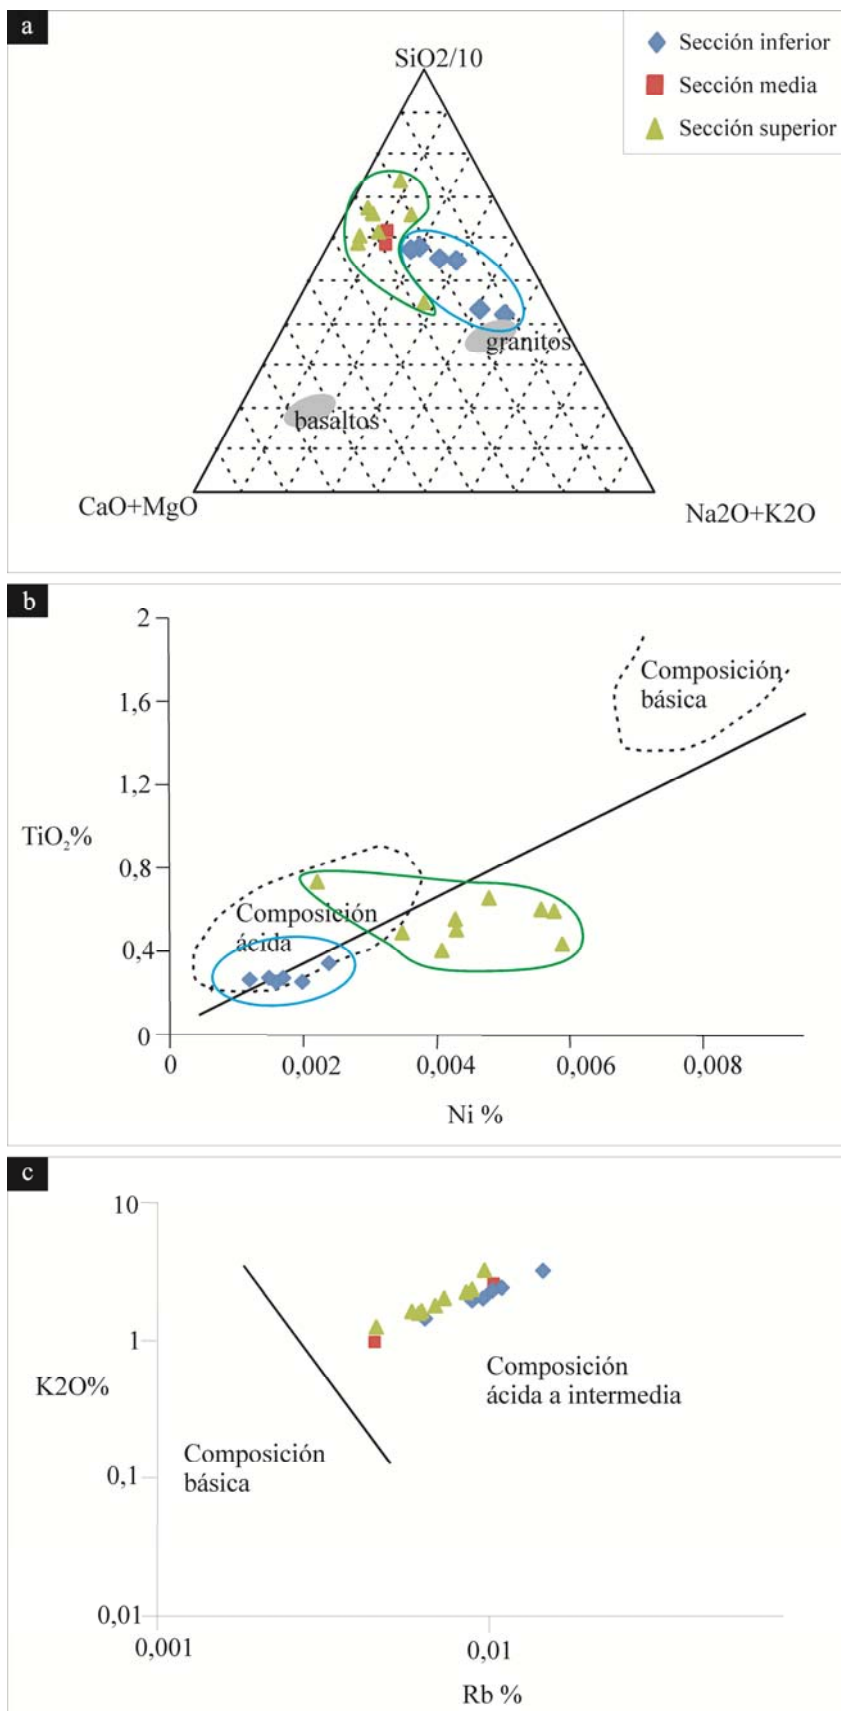 a
Sección inferior
Sección media
Sección superior
SiO2/10
granitos
basaltos
CaO+MgO
Na2O+K2O
b
2
1,6
1,2
0,8
0,4
0
TiO₂%
Composición
básica
Composición
ácida
0
0,002
0,004
0,006
0,008
Ni %
c
10
1
0,1
0,01
K2O%
Composición
ácida a intermedia
Composición
básica
0,001
0,01
Rb %